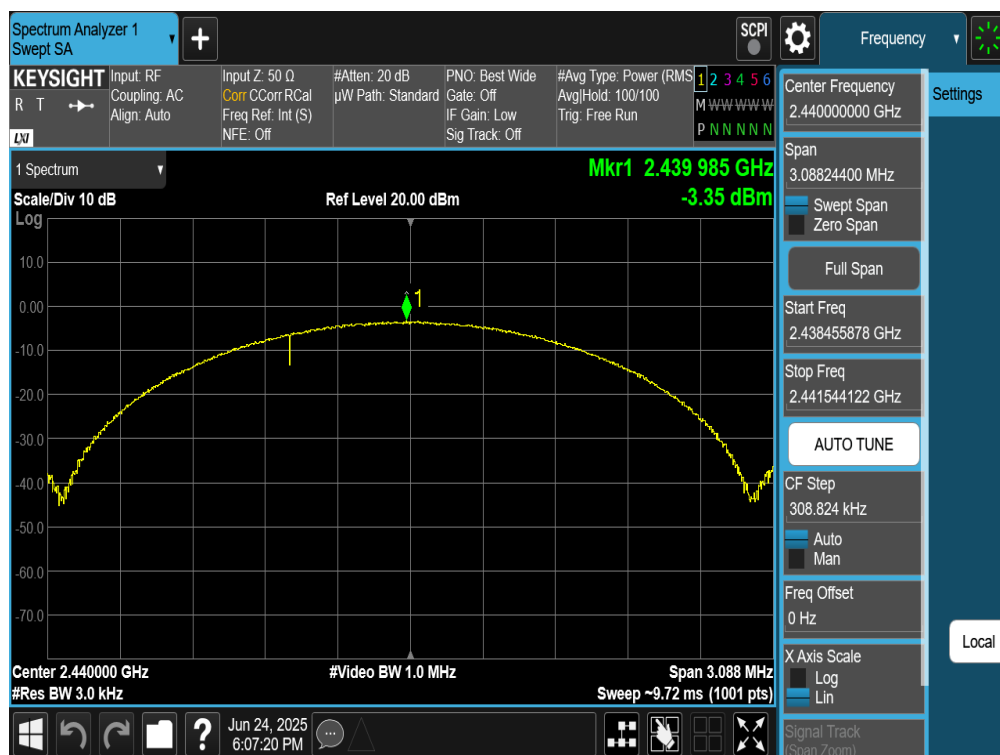 Spectrum Analyzer 1
Swept SA
+
SCPI
Frequency
KEYSIGHT
R T
LXI
Input: RF
Coupling: AC
Align: Auto
Input Z: 50 Ω
Corr CCorr RCal
Freq Ref: Int (S)
NFE: Off
#Atten: 20 dB
µW Path: Standard
PNO: Best Wide
Gate: Off
IF Gain: Low
Sig Track: Off
#Avg Type: Power (RMS
Avg|Hold: 100/100
Trig: Free Run
1 2 3 4 5 6
M W W W W W
P N N N N N
1 Spectrum
Mkr1 2.439 985 GHz
-3.35 dBm
Scale/Div 10 dB
Ref Level 20.00 dBm
Log
10.0
0.00
-10.0
-20.0
-30.0
-40.0
-50.0
-60.0
-70.0
1
Center 2.440000 GHz
#Video BW 1.0 MHz
Span 3.088 MHz
#Res BW 3.0 kHz
Sweep ~9.72 ms (1001 pts)
Center Frequency
2.440000000 GHz
Span
3.08824400 MHz
Swept Span
Zero Span
Full Span
Start Freq
2.438455878 GHz
Stop Freq
2.441544122 GHz
AUTO TUNE
CF Step
308.824 kHz
Auto
Man
Freq Offset
0 Hz
X Axis Scale
Log
Lin
Signal Track
(Span Zoom)
Settings
Local
?
Jun 24, 2025
6:07:20 PM